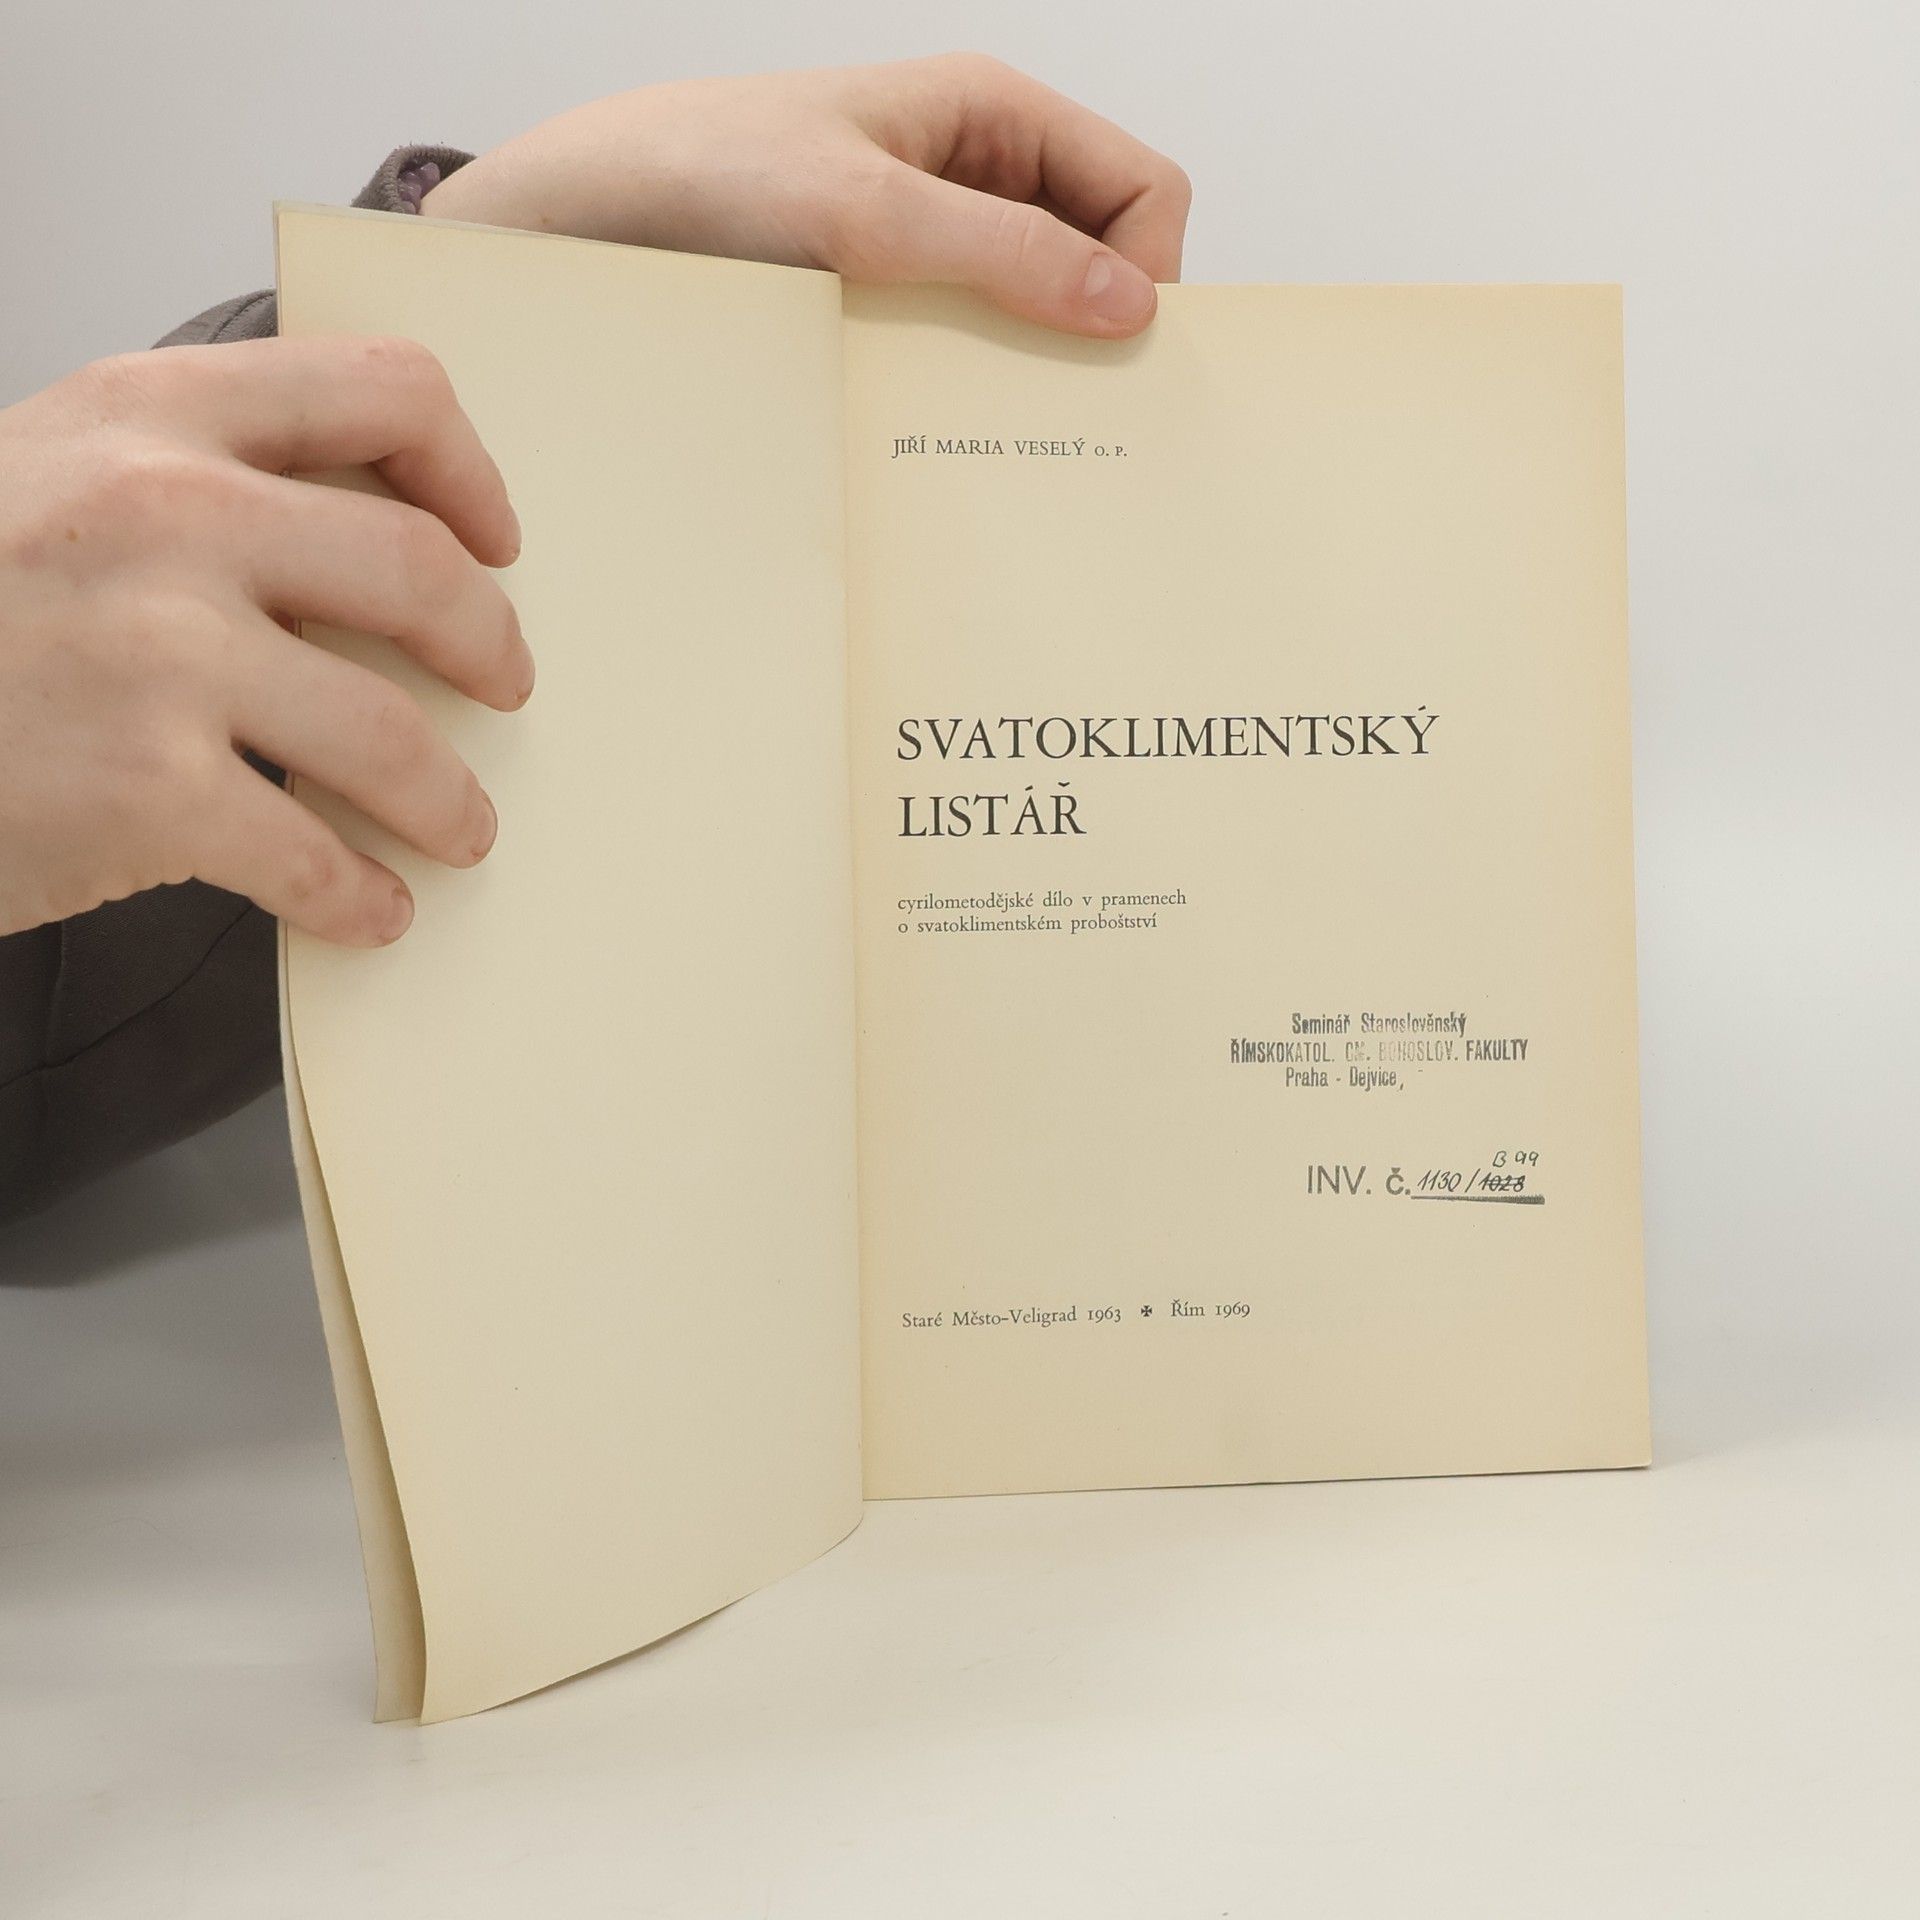 JIŘÍ MARIA VESELÝ O. P.
SVATOKLIMENTSKÝ
LISTÁŘ
cyrilometodějské dílo v pramenech
o svatoklimentském proboštství
Seminář Staroslověnský
ŘÍMSKOKATOL. CM. BOHOSLOV. FAKULTY
Praha - Dejvice,
B 99
INV. č. 1130/1028
Staré Město-Veligrad 1963 ✠ Řím 1969